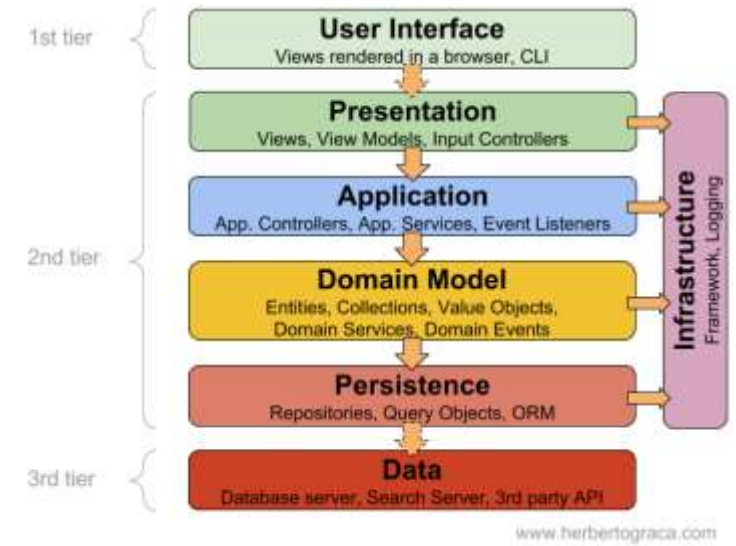 1st tier
User Interface
Views rendered in a browser, CLI
2nd tier
Presentation
Views, View Models, Input Controllers
Application
App. Controllers, App. Services, Event Listeners
Domain Model
Entities, Collections, Value Objects,
Domain Services, Domain Events
Persistence
Repositories, Query Objects, ORM
Infrastructure
Framework, Logging
3rd tier
Data
Database server, Search Server, 3rd party API
www.herbertograca.com